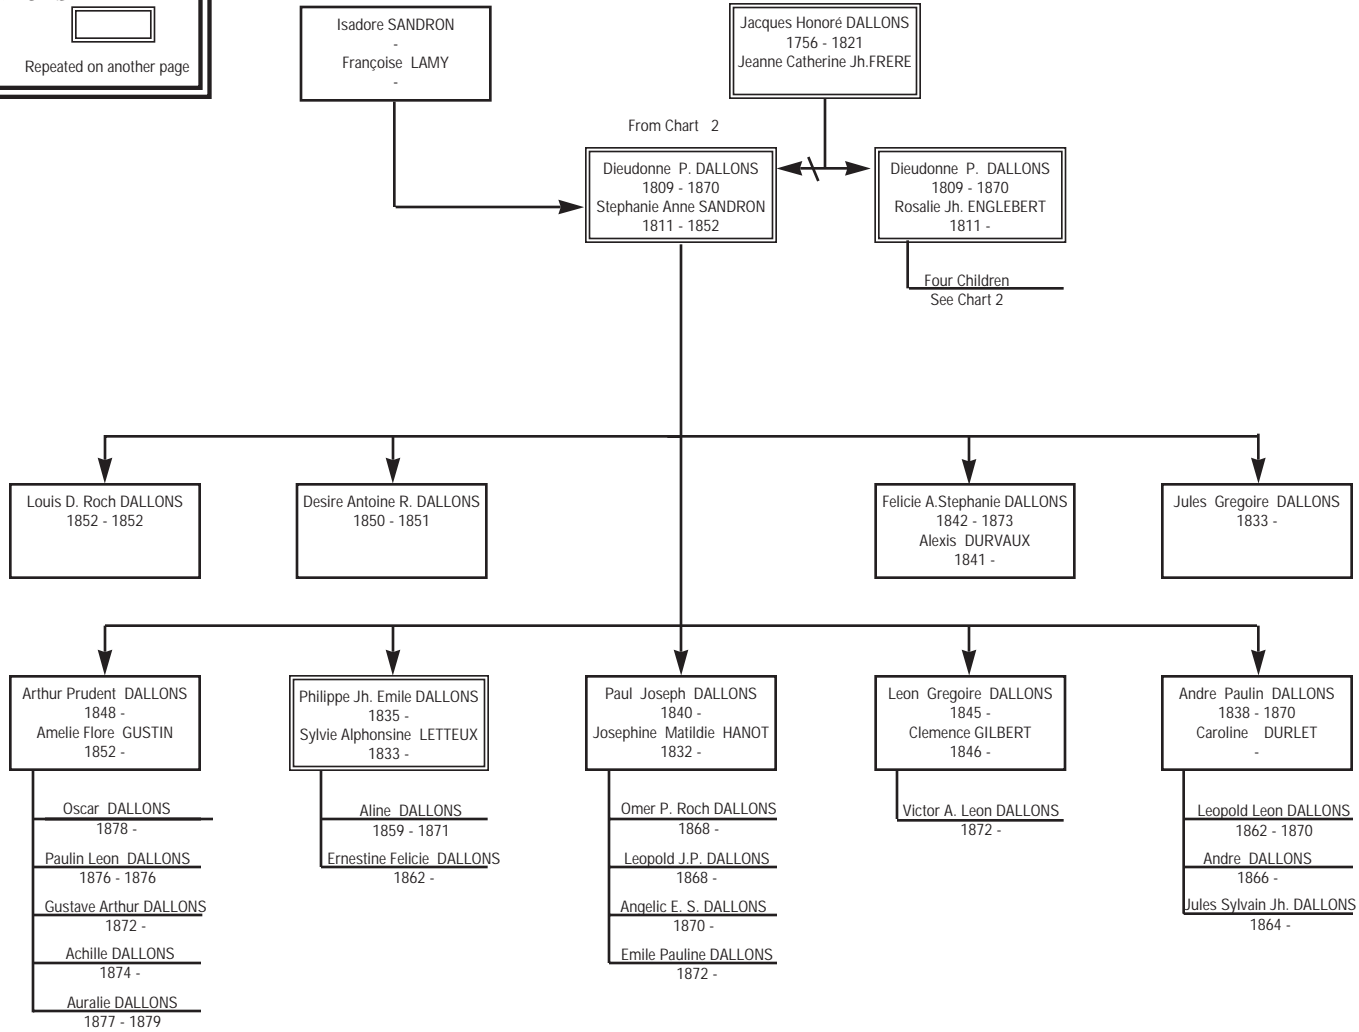 Repeated on another page
Isadore SANDRON
-
Françoise LAMY
-
Jacques Honoré DALLONS
1756 - 1821
Jeanne Catherine Jh.FRERE
From Chart 2
Dieudonne P. DALLONS
1809 - 1870
Stephanie Anne SANDRON
1811 - 1852
Dieudonne P. DALLONS
1809 - 1870
Rosalie Jh. ENGLEBERT
1811 -
Four Children
See Chart 2
Louis D. Roch DALLONS
1852 - 1852
Desire Antoine R. DALLONS
1850 - 1851
Felicie A.Stephanie DALLONS
1842 - 1873
Alexis DURVAUX
1841 -
Jules Gregoire DALLONS
1833 -
Arthur Prudent DALLONS
1848 -
Amelie Flore GUSTIN
1852 -
Oscar DALLONS
1878 -
Paulin Leon DALLONS
1876 - 1876
Gustave Arthur DALLONS
1872 -
Achille DALLONS
1874 -
Auralie DALLONS
1877 - 1879
Philippe Jh. Emile DALLONS
1835 -
Sylvie Alphonsine LETTEUX
1833 -
Aline DALLONS
1859 - 1871
Ernestine Felicie DALLONS
1862 -
Paul Joseph DALLONS
1840 -
Josephine Matildie HANOT
1832 -
Omer P. Roch DALLONS
1868 -
Leopold J.P. DALLONS
1868 -
Angelic E. S. DALLONS
1870 -
Emile Pauline DALLONS
1872 -
Leon Gregoire DALLONS
1845 -
Clemence GILBERT
1846 -
Victor A. Leon DALLONS
1872 -
Andre Paulin DALLONS
1838 - 1870
Caroline DURLET
-
Leopold Leon DALLONS
1862 - 1870
Andre DALLONS
1866 -
Jules Sylvain Jh. DALLONS
1864 -